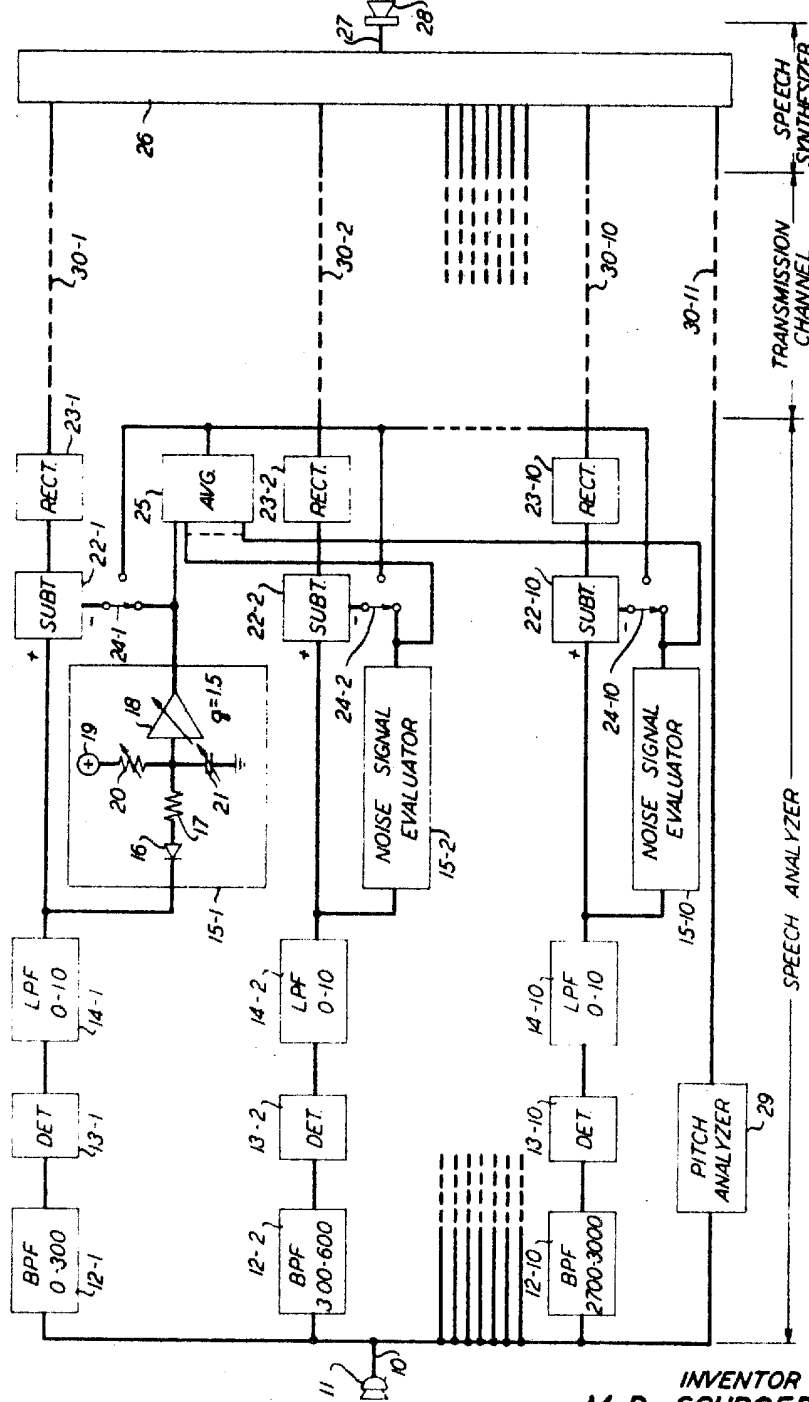 11
10
BPF
0-300
12-1
DET.
13-1
LPF
0-10
14-1
15-1
16
17
18
19
20
21
g=1.5
+
-
SUBT.
22-1
24-1
RECT.
23-1
30-1
25
AVG.
BPF
300-600
12-2
DET.
13-2
LPF
0-10
14-2
NOISE SIGNAL
EVALUATOR
15-2
+
-
SUBT.
22-2
24-2
RECT.
23-2
30-2
BPF
2700-3000
12-10
DET.
13-10
LPF
0-10
14-10
NOISE SIGNAL
EVALUATOR
15-10
+
-
SUBT.
22-10
24-10
RECT.
23-10
30-10
PITCH
ANALYZER
29
30-11
26
27
28
SPEECH ANALYZER
TRANSMISSION
CHANNEL
SPEECH
SYNTHESIZER
INVENTOR